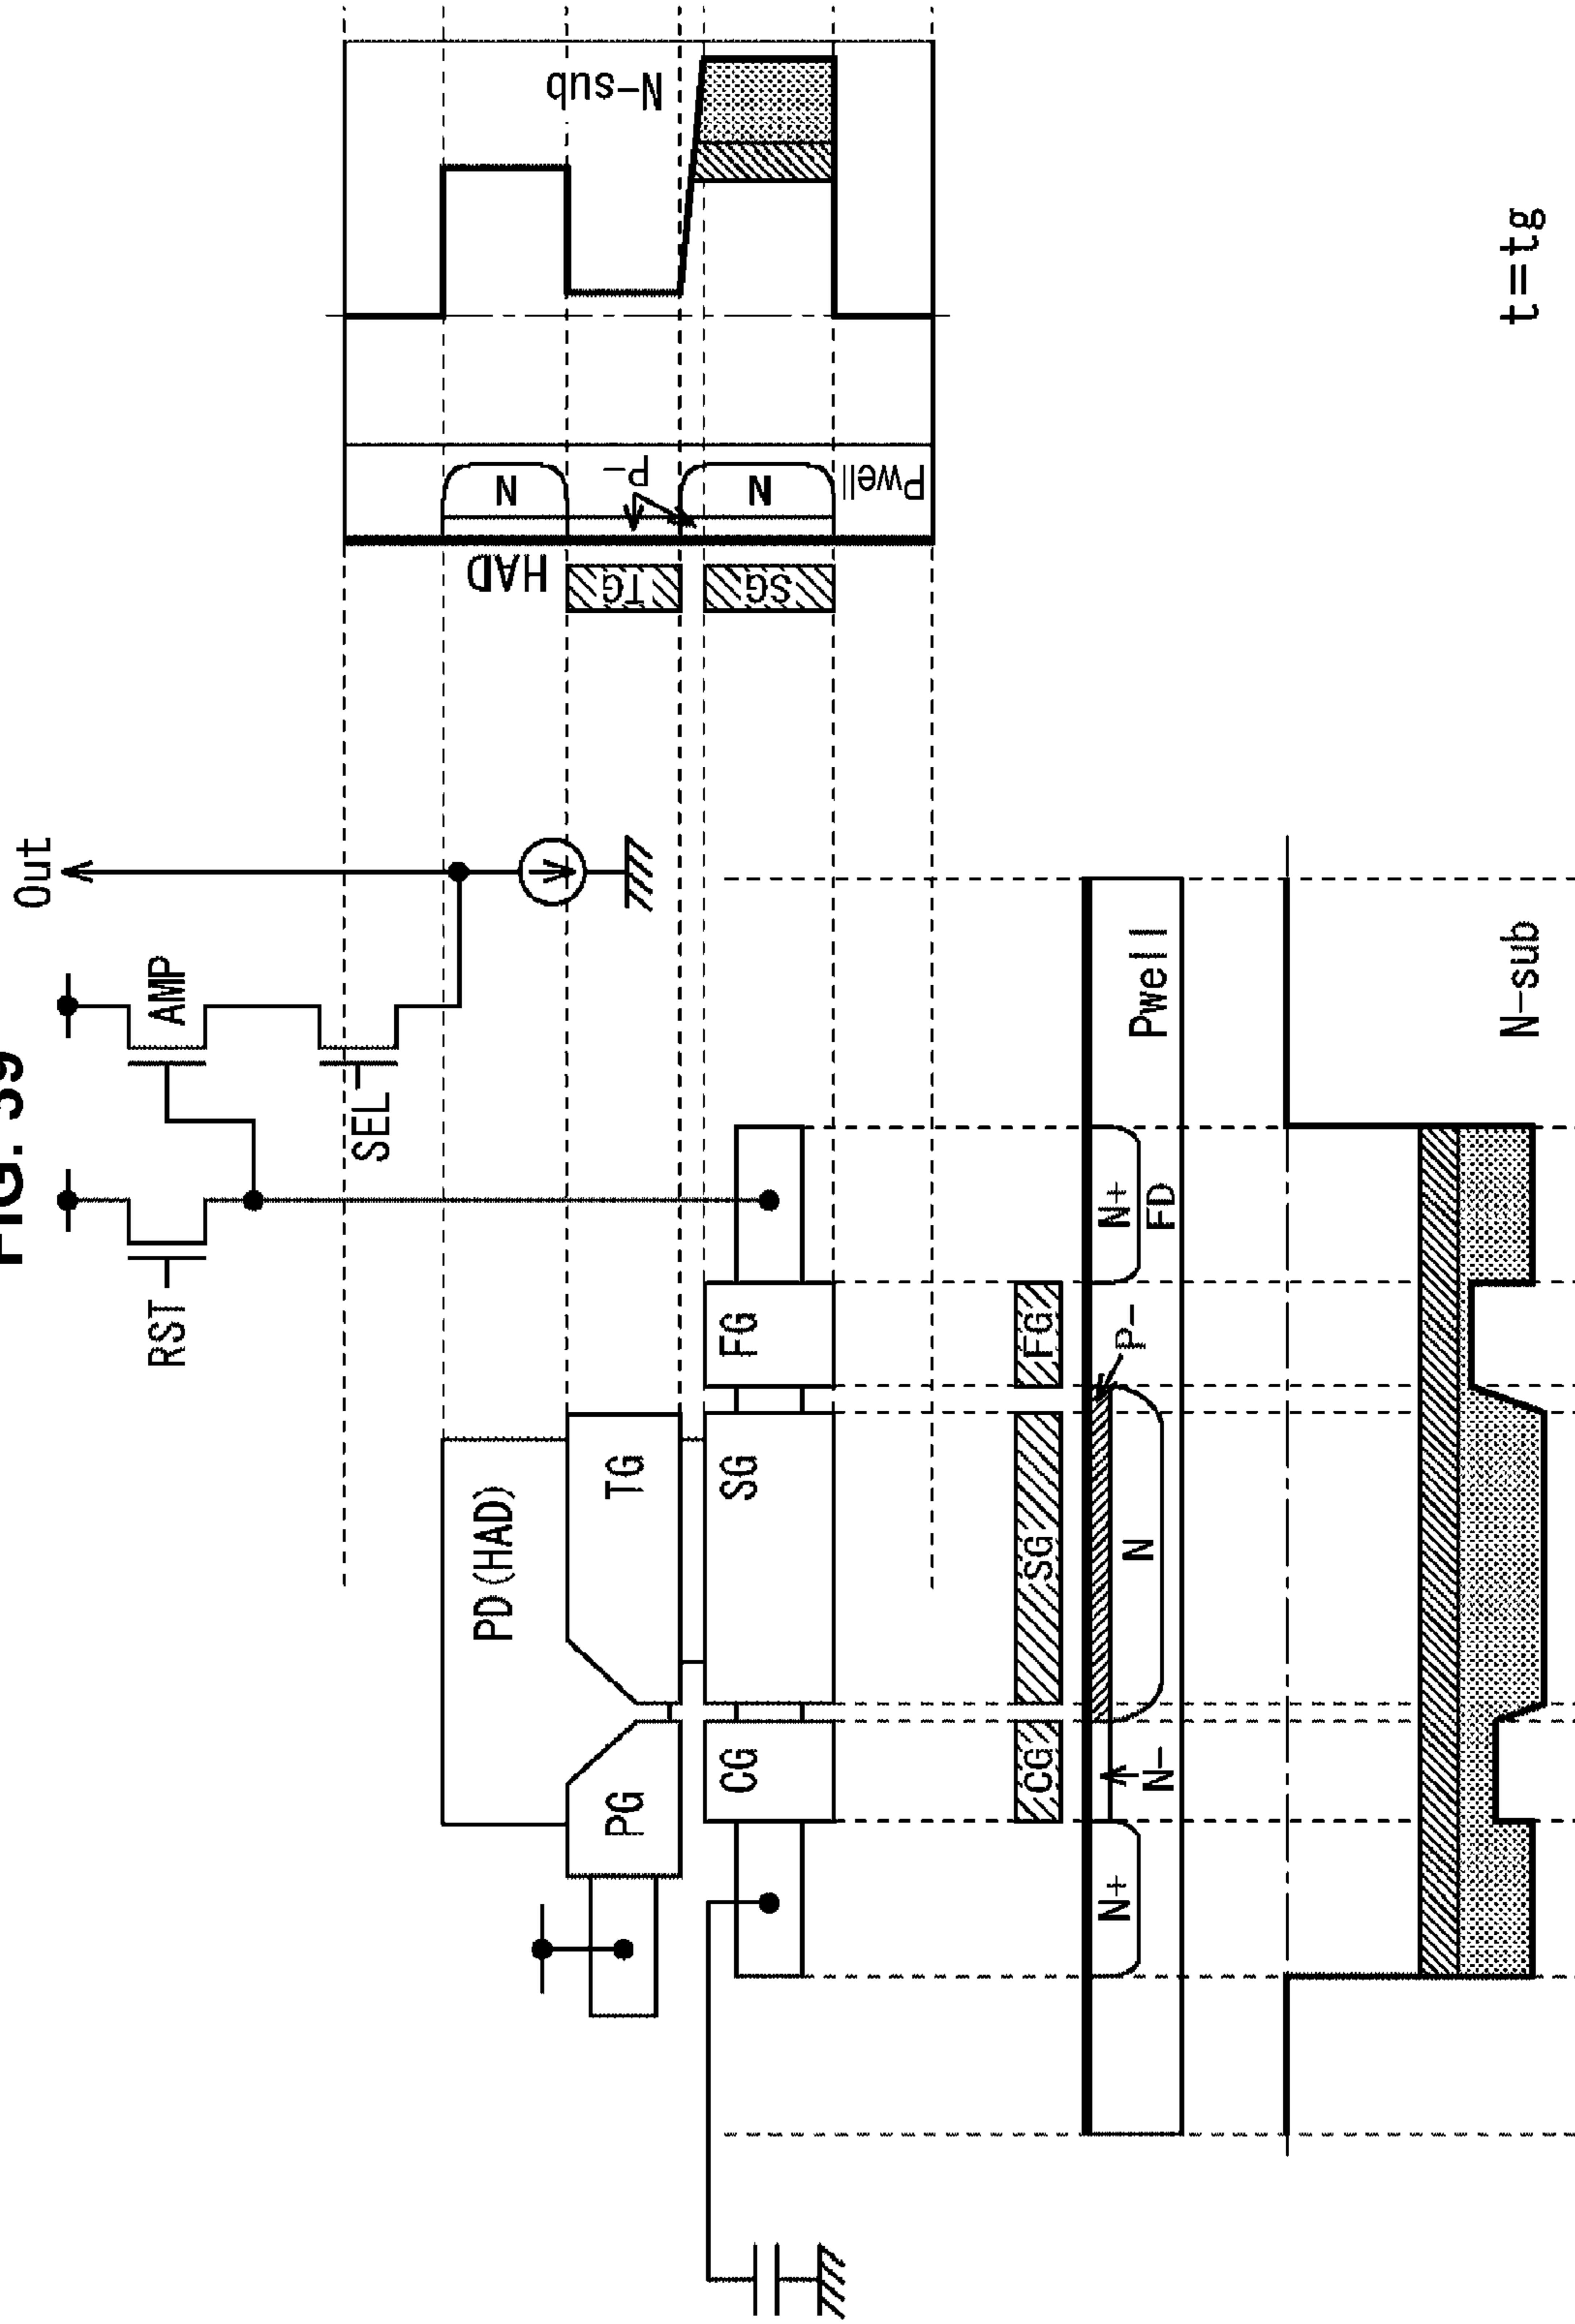 FIG. 39
Out
RST
AMP
SEL
PD(HAD)
PG
TG
CG
SG
FG
HAD
TG
SG
N
P-
N
Pwell
N-sub
CG
SG
FG
N+
N-
N
P-
N+
FD
Pwell
N-sub
t=tg